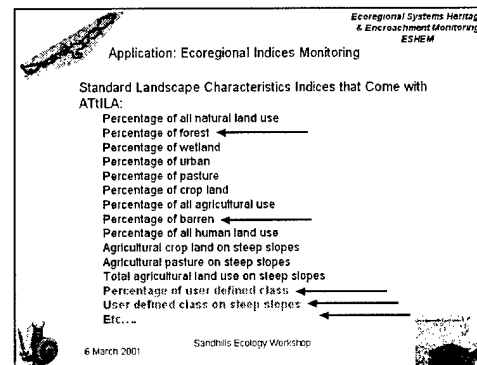 Ecoregional Systems Heritag
& Encroachment Monitoring
ESHEM
Application: Ecoregional Indices Monitoring
Standard Landscape Characteristics Indices that Come with
ATtILA:
Percentage of all natural land use
Percentage of forest
Percentage of wetland
Percentage of urban
Percentage of pasture
Percentage of crop land
Percentage of all agricultural use
Percentage of barren
Percentage of all human land use
Agricultural crop land on steep slopes
Agricultural pasture on steep slopes
Total agricultural land use on steep slopes
Percentage of user defined class
User defined class on steep slopes
Etc....
6 March 2001
Sandhills Ecology Workshop